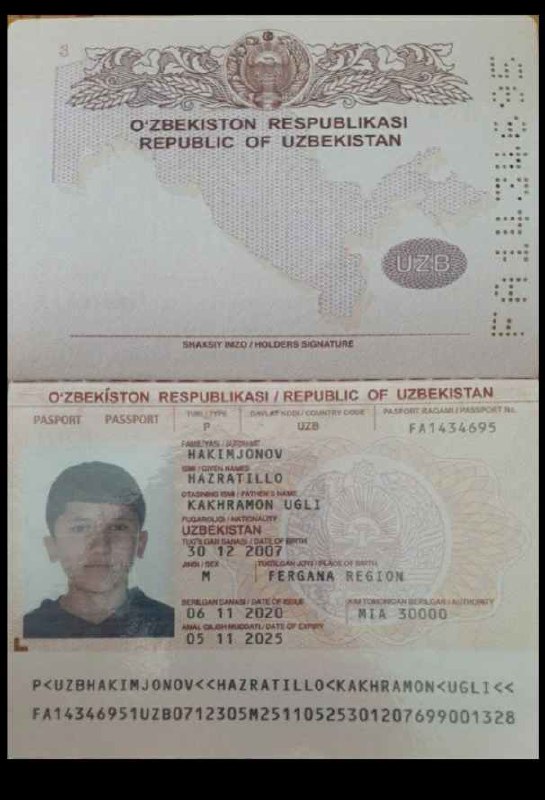 3
O‘ZBEKISTON RESPUBLIKASI
REPUBLIC OF UZBEKISTAN
UZB
SHAXSIY IMZO / HOLDERS SIGNATURE
O‘ZBEKISTON RESPUBLIKASI / REPUBLIC OF UZBEKISTAN
PASPORT PASSPORT
TURI / TYPE
P
DAVLAT KODI / COUNTRY CODE
UZB
PASPORT RAQAMI / PASSPORT No.
FA1434695
HAKIMJONOV
ISMI / GIVEN NAMES
HAZRATILLO
OTASINING ISMI / FATHER'S NAME
KAKHRAMON UGLI
FUQAROLIGI / NATIONALITY
UZBEKISTAN
TUG‘ILGAN SANASI / DATE OF BIRTH
30 12 2007
JINSI / SEX
M
TUG‘ILGAN JOYI / PLACE OF BIRTH
FERGANA REGION
BERILGAN SANASI / DATE OF ISSUE
06 11 2020
KIM TOMONIDAN BERILGAN / AUTHORITY
MIA 30000
AMAL QILISH MUDDATI / DATE OF EXPIRY
05 11 2025
P<UZBHAKIMJONOV<<HAZRATILLO<KAKHRAMON<UGLI<<
FA14346951UZB0712305M25110525301207699001328